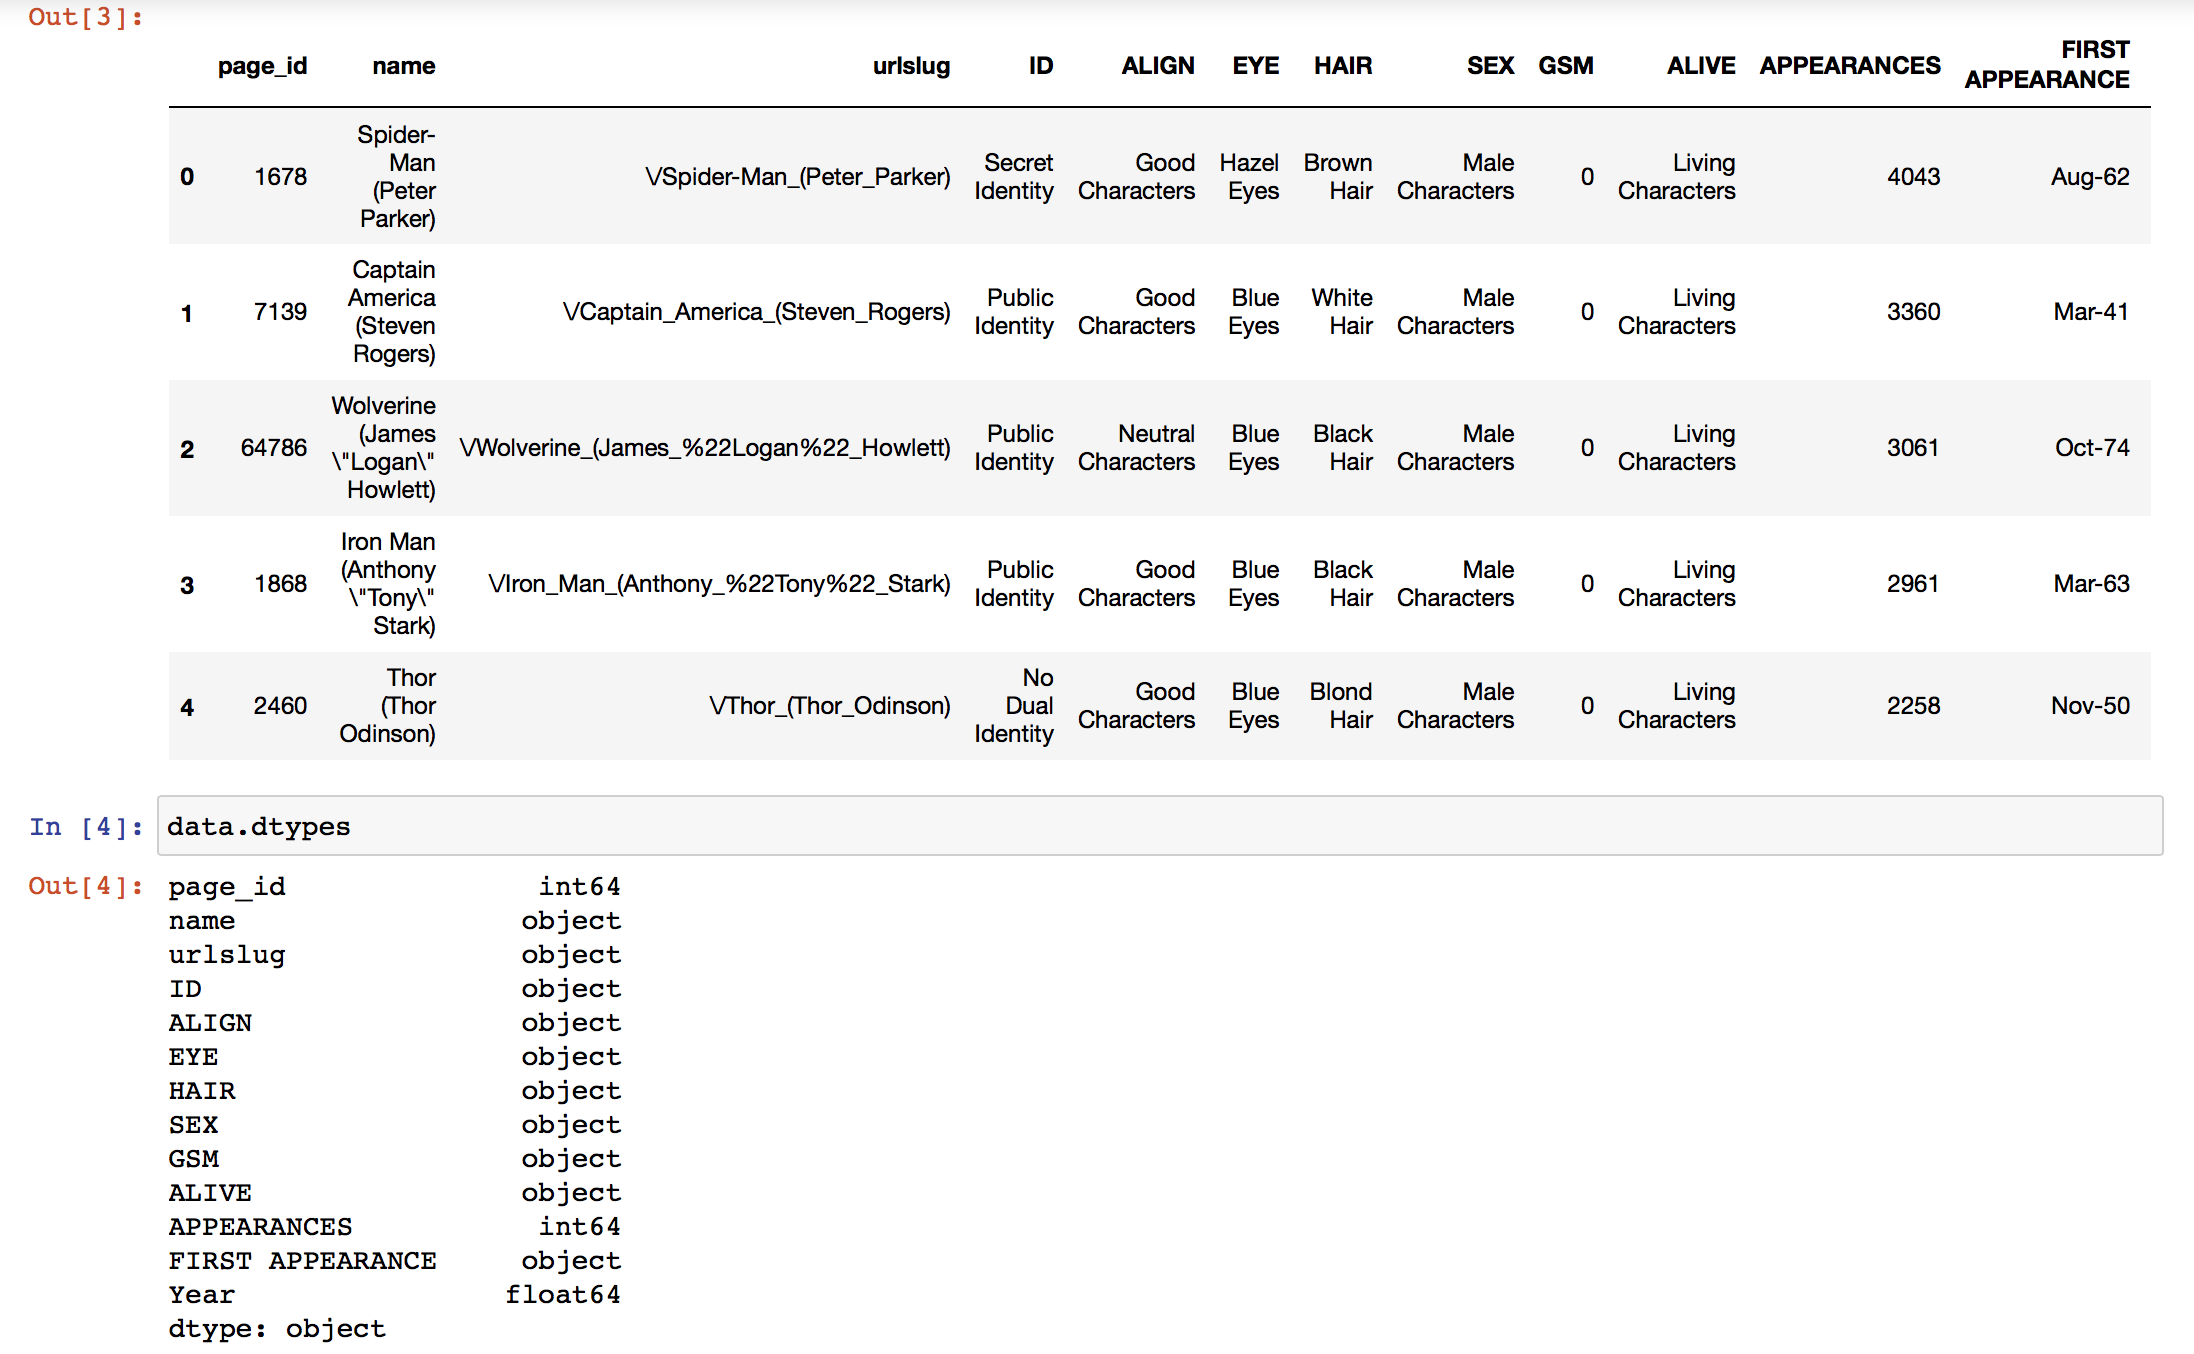 Out[3]:
page_id name urlslug ID ALIGN EYE HAIR SEX GSM ALIVE APPEARANCES FIRST APPEARANCE
0 1678 Spider-Man (Peter Parker) \/Spider-Man_(Peter_Parker) Secret Identity Good Characters Hazel Eyes Brown Hair Male Characters 0 Living Characters 4043 Aug-62
1 7139 Captain America (Steven Rogers) \/Captain_America_(Steven_Rogers) Public Identity Good Characters Blue Eyes White Hair Male Characters 0 Living Characters 3360 Mar-41
2 64786 Wolverine (James \"Logan\" Howlett) \/Wolverine_(James_%22Logan%22_Howlett) Public Identity Neutral Characters Blue Eyes Black Hair Male Characters 0 Living Characters 3061 Oct-74
3 1868 Iron Man (Anthony \"Tony\" Stark) \/Iron_Man_(Anthony_%22Tony%22_Stark) Public Identity Good Characters Blue Eyes Black Hair Male Characters 0 Living Characters 2961 Mar-63
4 2460 Thor (Thor Odinson) \/Thor_(Thor_Odinson) No Dual Identity Good Characters Blue Eyes Blond Hair Male Characters 0 Living Characters 2258 Nov-50
In [4]: data.dtypes
Out[4]: page_id int64
name object
urlslug object
ID object
ALIGN object
EYE object
HAIR object
SEX object
GSM object
ALIVE object
APPEARANCES int64
FIRST APPEARANCE object
Year float64
dtype: object